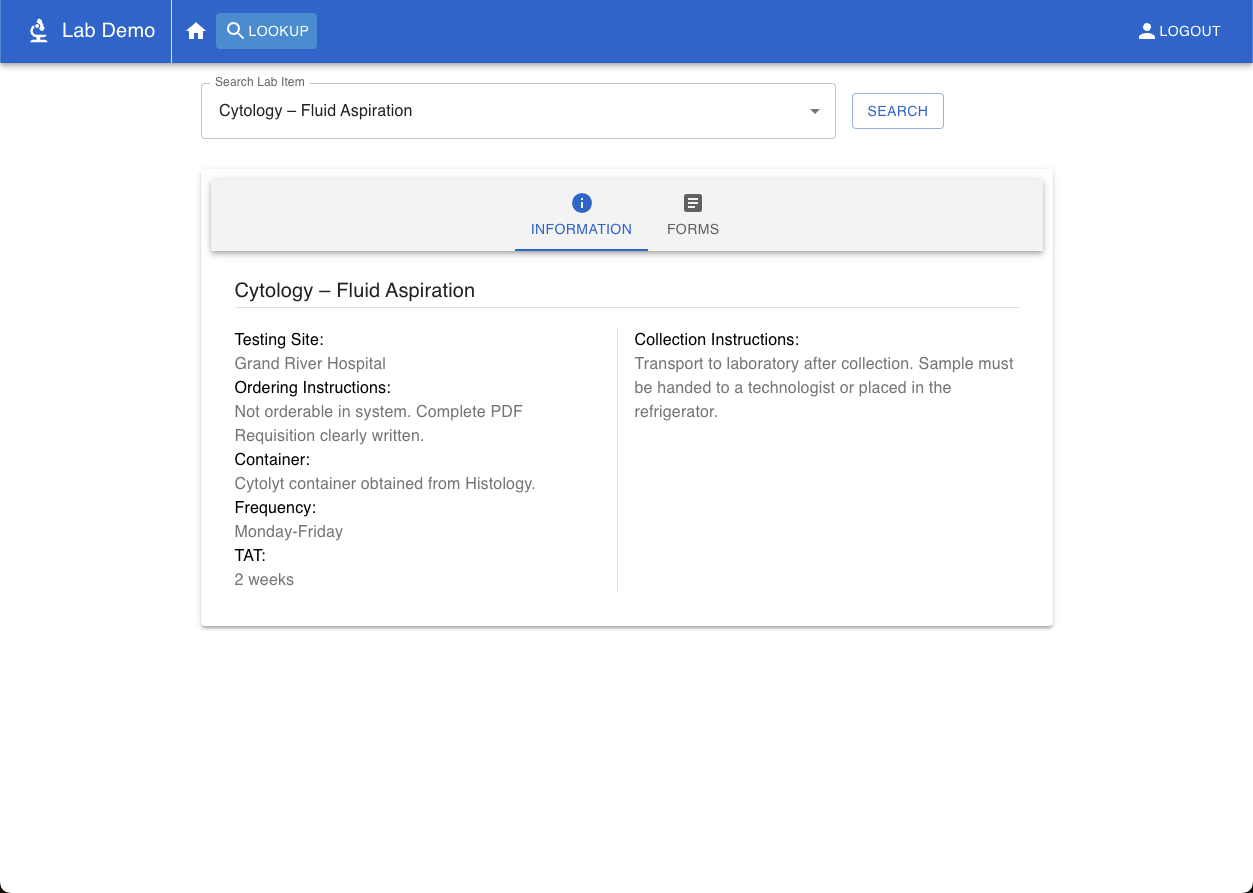 Lab Demo
LOOKUP
LOGOUT
Search Lab Item
Cytology – Fluid Aspiration
SEARCH
INFORMATION
FORMS
Cytology – Fluid Aspiration
Testing Site:
Grand River Hospital
Ordering Instructions:
Not orderable in system. Complete PDF
Requisition clearly written.
Container:
Cytolyt container obtained from Histology.
Frequency:
Monday-Friday
TAT:
2 weeks
Collection Instructions:
Transport to laboratory after collection. Sample must
be handed to a technologist or placed in the
refrigerator.